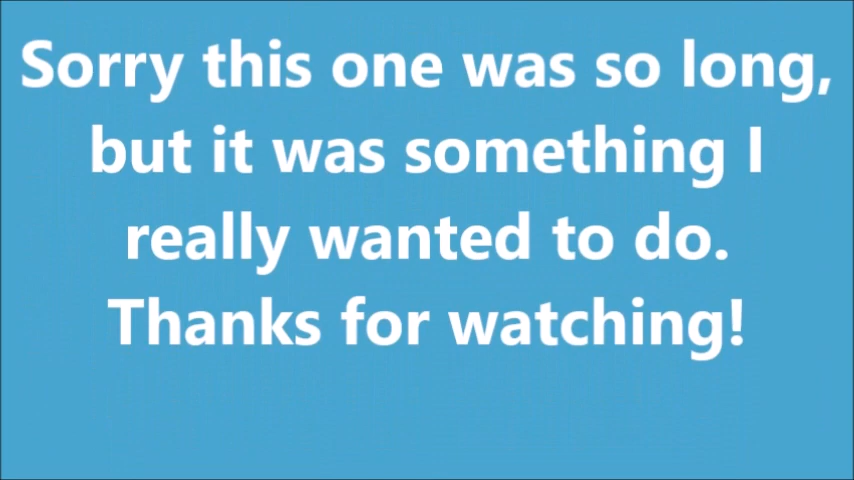 Sorry this one was so long,
but it was something I
really wanted to do.
Thanks for watching!